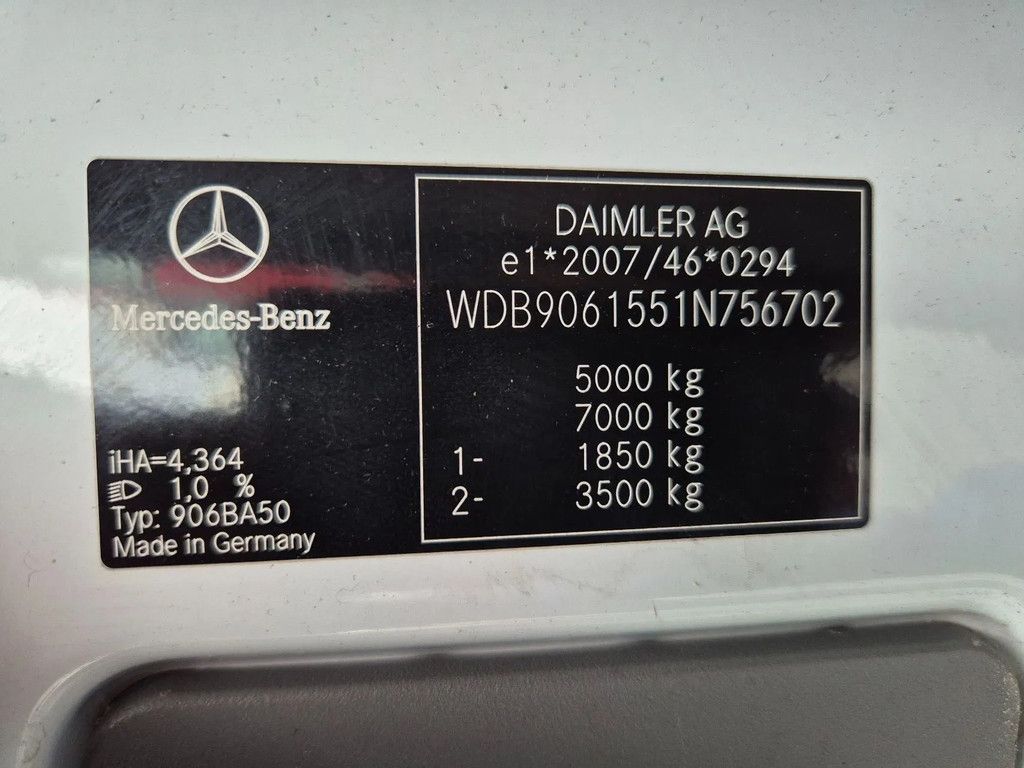 Mercedes-Benz
iHA=4,364
1,0 %
Typ: 906BA50
Made in Germany
DAIMLER AG
e1*2007/46*0294
WDB9061551N756702
5000 kg
7000 kg
1- 1850 kg
2- 3500 kg